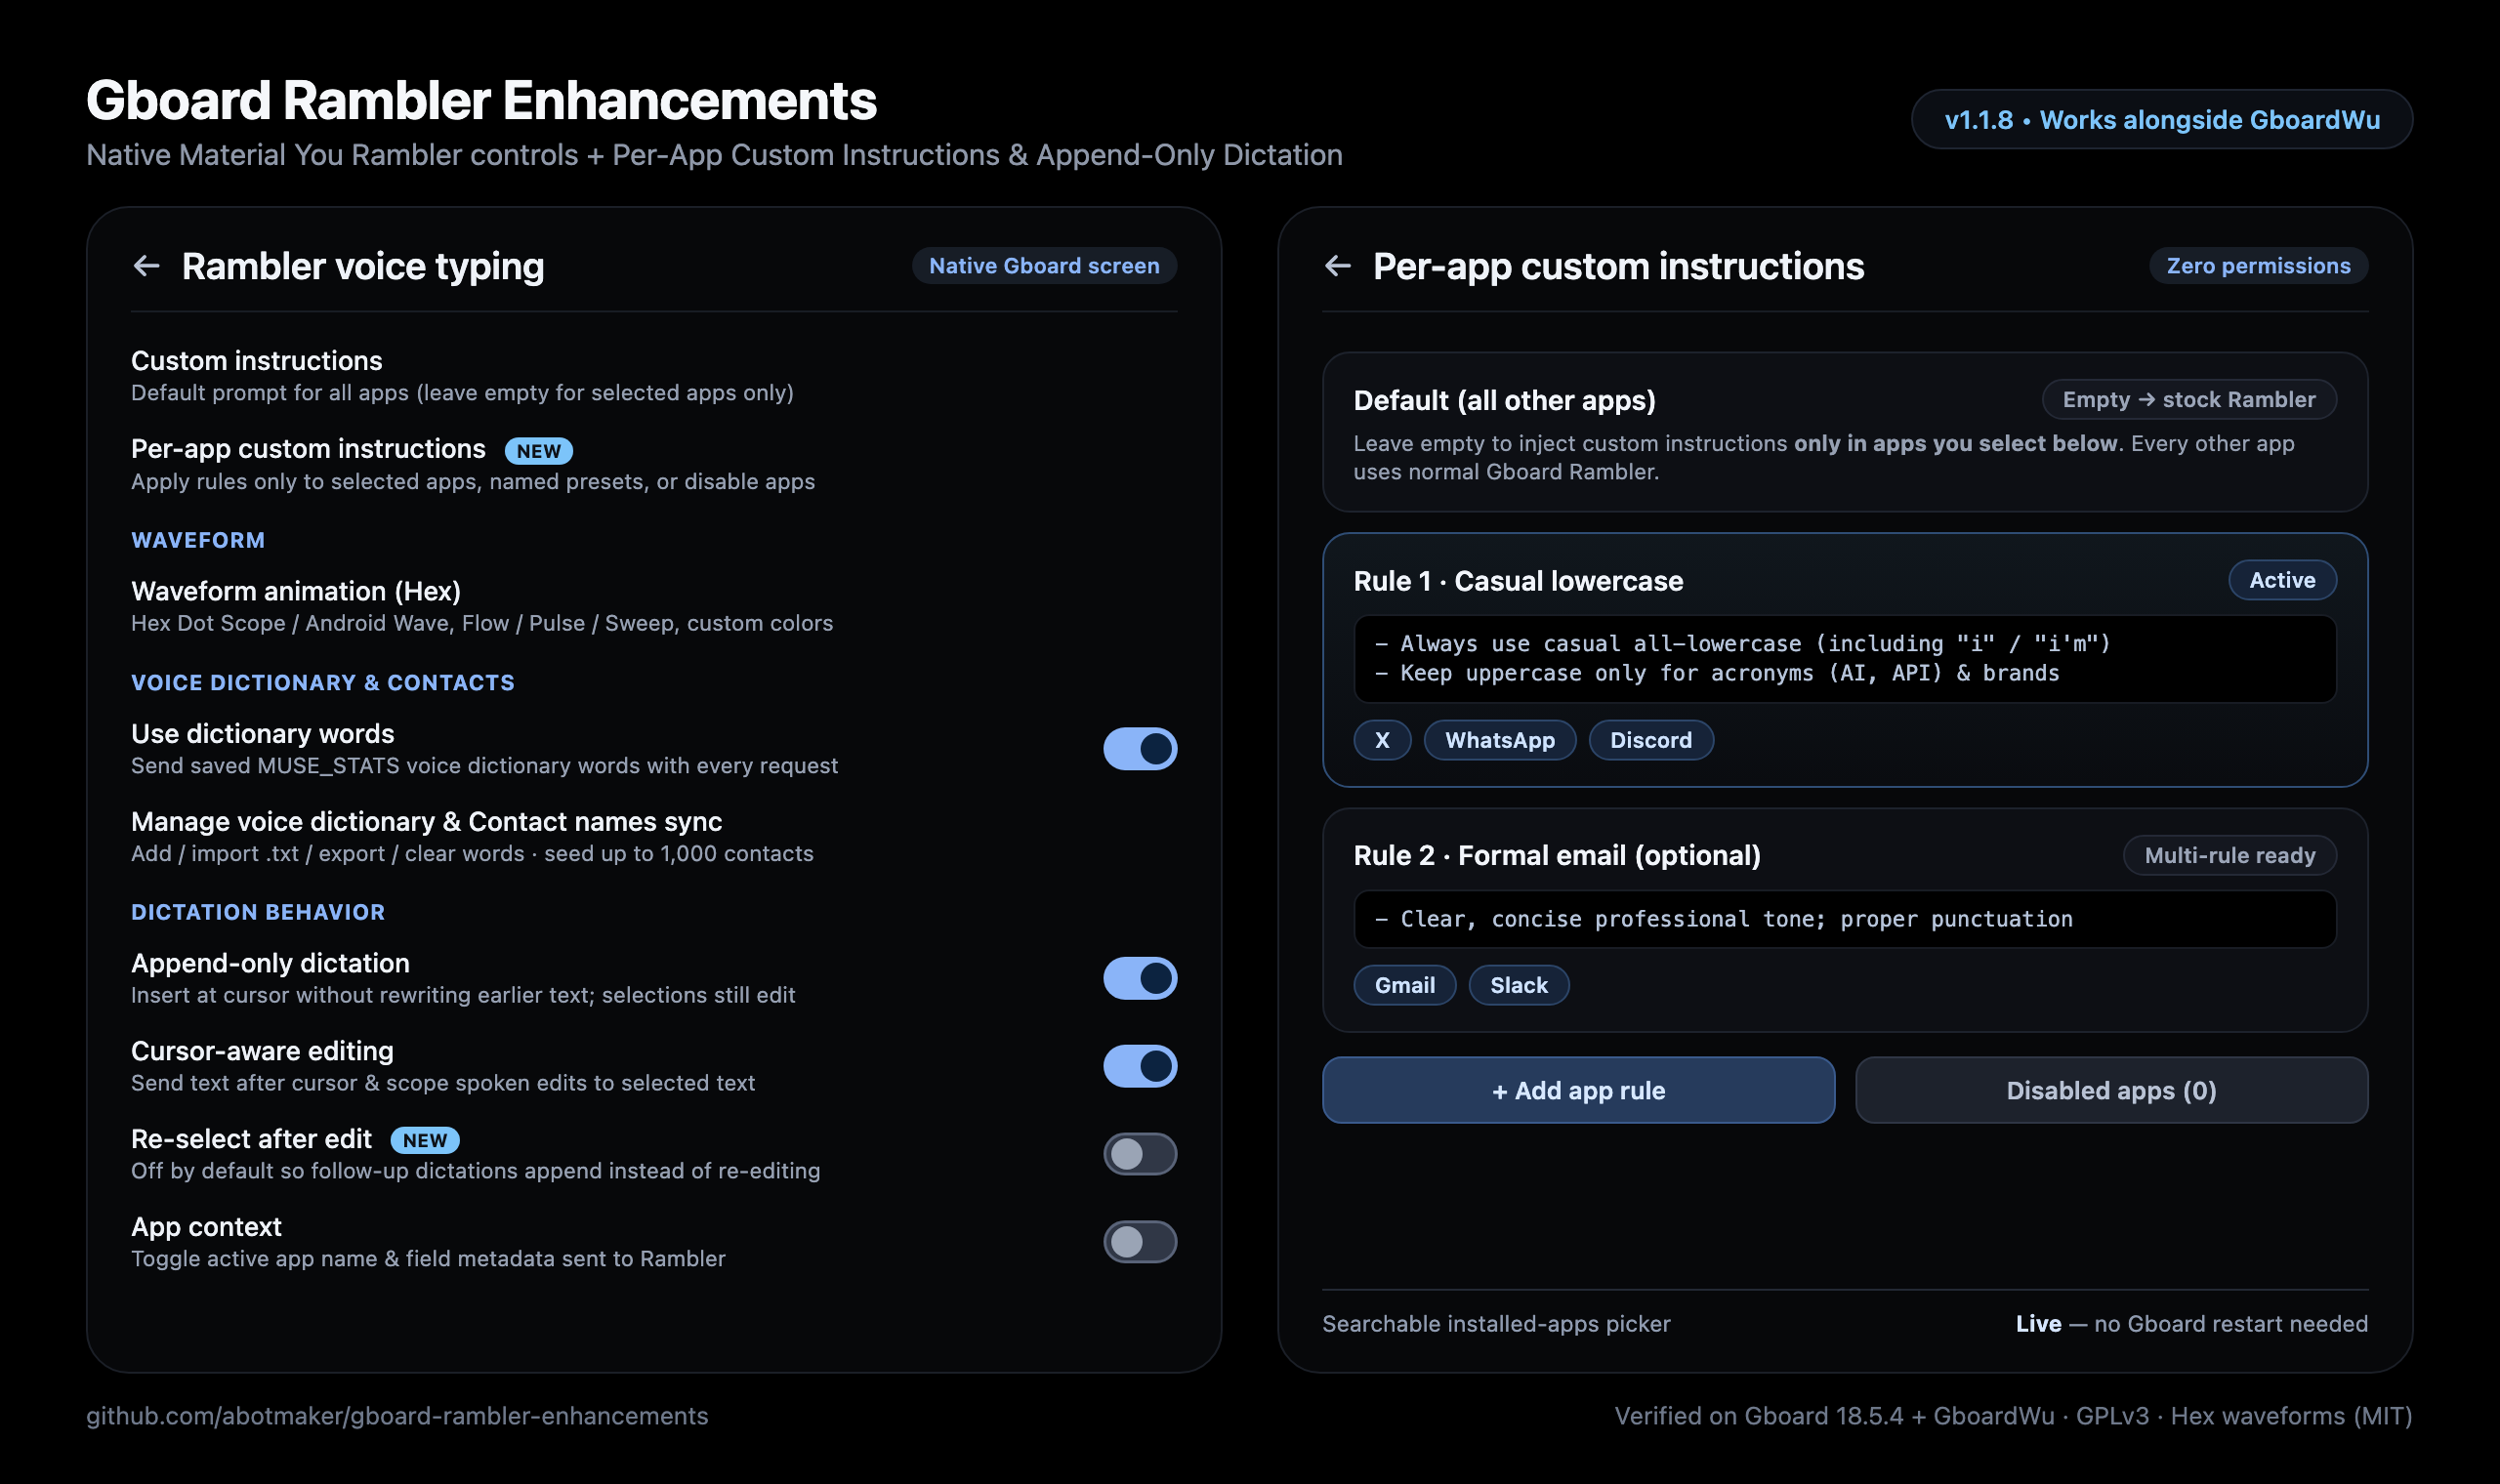 Gboard Rambler Enhancements
Native Material You Rambler controls + Per-App Custom Instructions & Append-Only Dictation
v1.1.8 • Works alongside GboardWu
← Rambler voice typing
Native Gboard screen
Custom instructions
Default prompt for all apps (leave empty for selected apps only)
Per-app custom instructions NEW
Apply rules only to selected apps, named presets, or disable apps
WAVEFORM
Waveform animation (Hex)
Hex Dot Scope / Android Wave, Flow / Pulse / Sweep, custom colors
VOICE DICTIONARY & CONTACTS
Use dictionary words
Send saved MUSE_STATS voice dictionary words with every request
Manage voice dictionary & Contact names sync
Add / import .txt / export / clear words · seed up to 1,000 contacts
DICTATION BEHAVIOR
Append-only dictation
Insert at cursor without rewriting earlier text; selections still edit
Cursor-aware editing
Send text after cursor & scope spoken edits to selected text
Re-select after edit NEW
Off by default so follow-up dictations append instead of re-editing
App context
Toggle active app name & field metadata sent to Rambler
← Per-app custom instructions
Zero permissions
Default (all other apps)
Empty → stock Rambler
Leave empty to inject custom instructions only in apps you select below. Every other app
uses normal Gboard Rambler.
Rule 1 · Casual lowercase
Active
– Always use casual all–lowercase (including "i" / "i'm")
– Keep uppercase only for acronyms (AI, API) & brands
X WhatsApp Discord
Rule 2 · Formal email (optional)
Multi-rule ready
– Clear, concise professional tone; proper punctuation
Gmail Slack
+ Add app rule
Disabled apps (0)
Searchable installed-apps picker
Live — no Gboard restart needed
github.com/abotmaker/gboard-rambler-enhancements
Verified on Gboard 18.5.4 + GboardWu · GPLv3 · Hex waveforms (MIT)